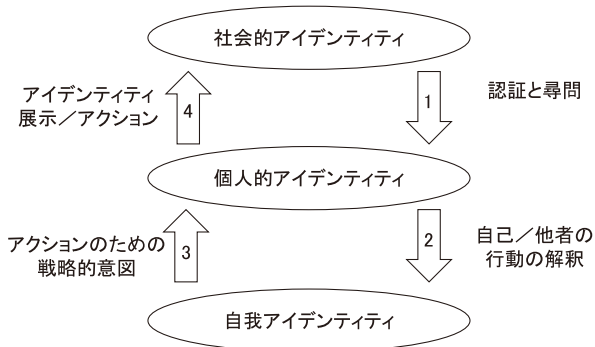 社会的アイデンティティ
アイデンティティ
展示／アクション
4
1
認証と尋問
個人的アイデンティティ
アクションのための
戦略的意図
3
2
自己／他者の
行動の解釈
自我アイデンティティ